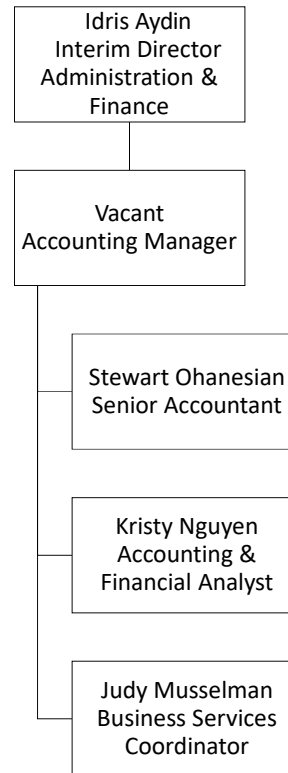 Idris Aydin
Interim Director
Administration &
Finance
Vacant
Accounting Manager
Stewart Ohanesian
Senior Accountant
Kristy Nguyen
Accounting &
Financial Analyst
Judy Musselman
Business Services
Coordinator